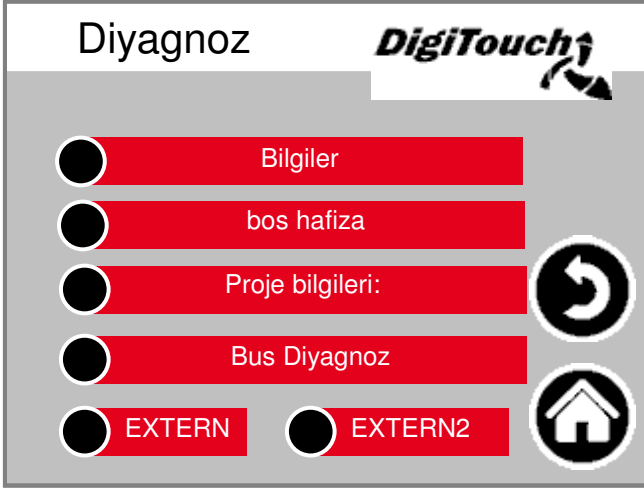 Diyagnoz
DigiTouch
Bilgiler
bos hafiza
Proje bilgileri:
Bus Diyagnoz
EXTERN
EXTERN2